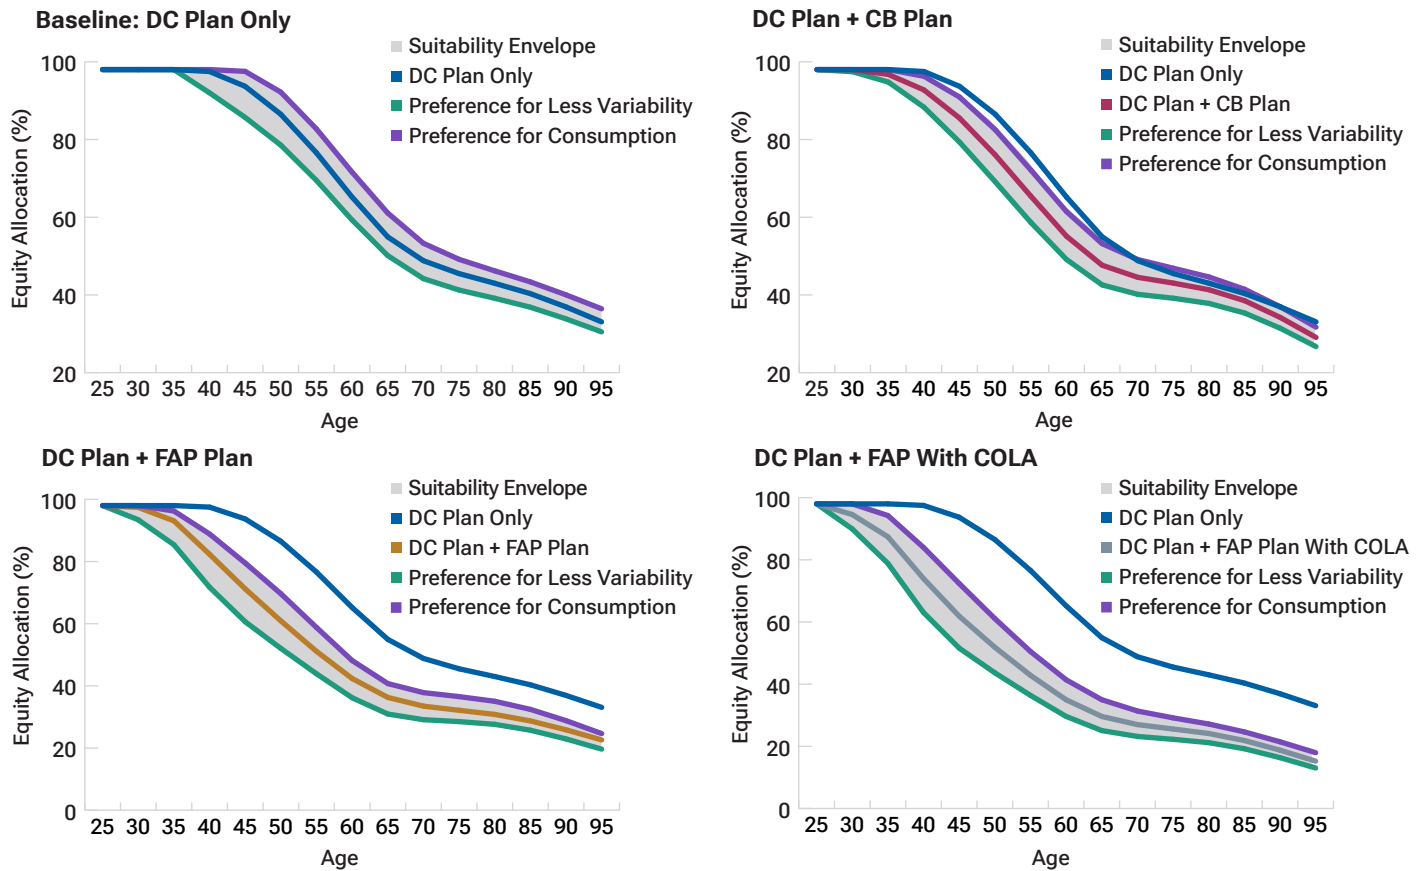 Baseline: DC Plan Only
Suitability Envelope
DC Plan Only
Preference for Less Variability
Preference for Consumption
Equity Allocation (%)
100
80
60
40
20
25 30 35 40 45 50 55 60 65 70 75 80 85 90 95
Age
DC Plan + CB Plan
Suitability Envelope
DC Plan Only
DC Plan + CB Plan
Preference for Less Variability
Preference for Consumption
Equity Allocation (%)
100
80
60
40
20
25 30 35 40 45 50 55 60 65 70 75 80 85 90 95
Age
DC Plan + FAP Plan
Suitability Envelope
DC Plan Only
DC Plan + FAP Plan
Preference for Less Variability
Preference for Consumption
Equity Allocation (%)
100
80
60
40
20
0
25 30 35 40 45 50 55 60 65 70 75 80 85 90 95
Age
DC Plan + FAP With COLA
Suitability Envelope
DC Plan Only
DC Plan + FAP Plan With COLA
Preference for Less Variability
Preference for Consumption
Equity Allocation (%)
100
80
60
40
20
0
25 30 35 40 45 50 55 60 65 70 75 80 85 90 95
Age